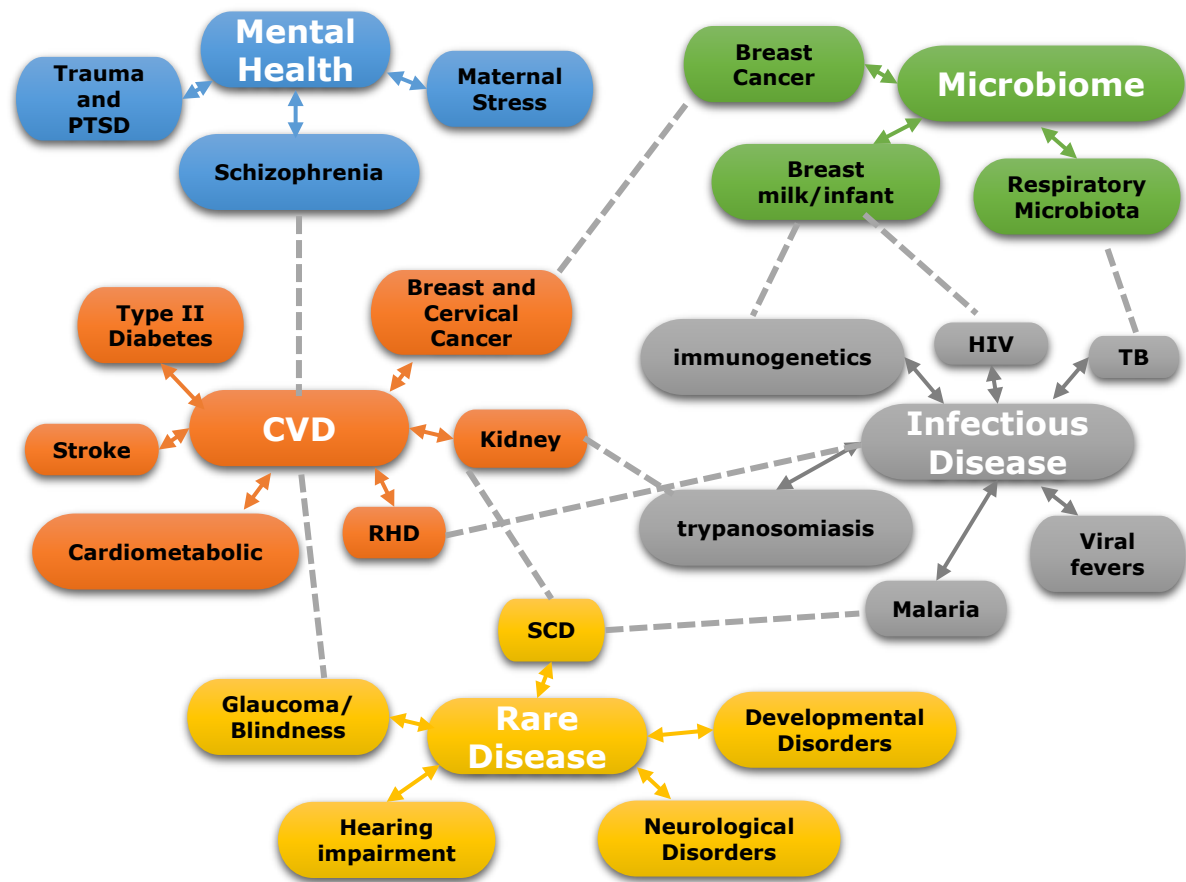 Mental
Health
Trauma
and
PTSD
Maternal
Stress
Schizophrenia
Breast
Cancer
Microbiome
Breast
milk/infant
Respiratory
Microbiota
Type II
Diabetes
Breast and
Cervical
Cancer
CVD
Stroke
Kidney
Cardiometabolic
RHD
immunogenetics
HIV
TB
Infectious
Disease
trypanosomiasis
Viral
fevers
Malaria
SCD
Glaucoma/
Blindness
Rare
Disease
Developmental
Disorders
Hearing
impairment
Neurological
Disorders